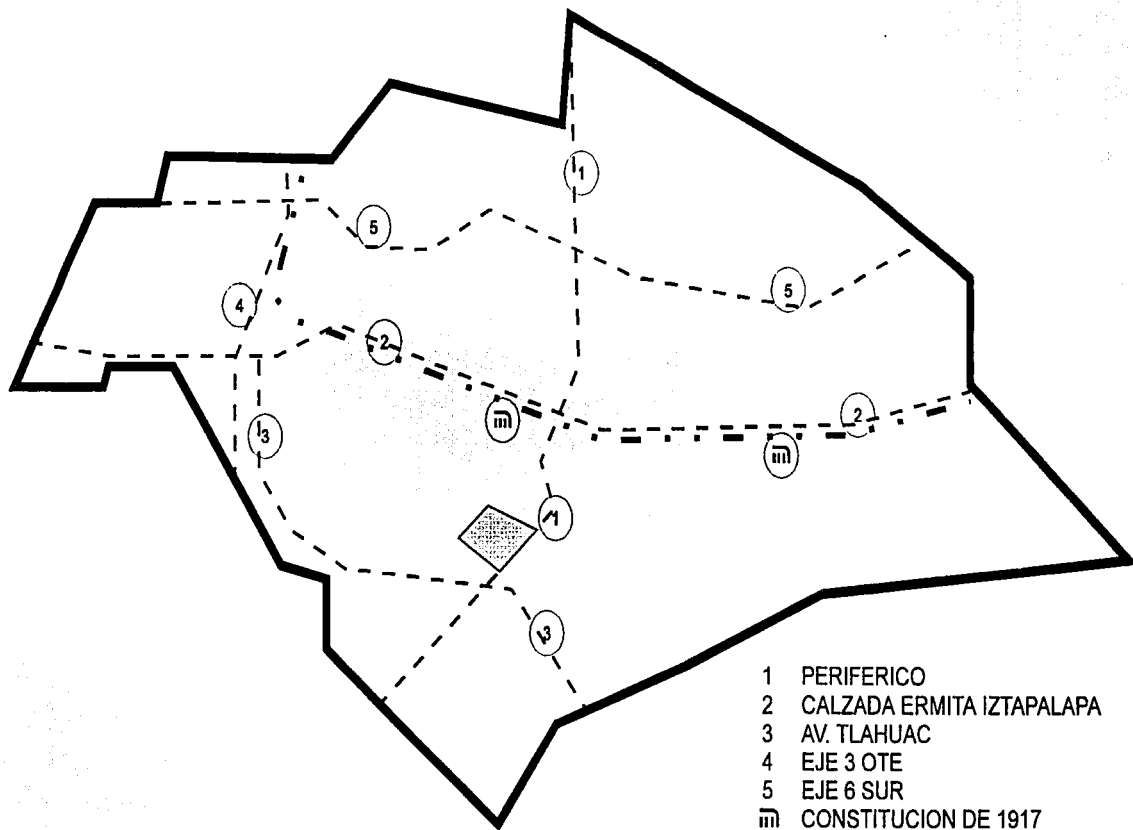 1
5
5
4
2
2
3
1
3
1 PERIFERICO
2 CALZADA ERMITA IZTAPALAPA
3 AV. TLAHUAC
4 EJE 3 OTE
5 EJE 6 SUR
CONSTITUCION DE 1917